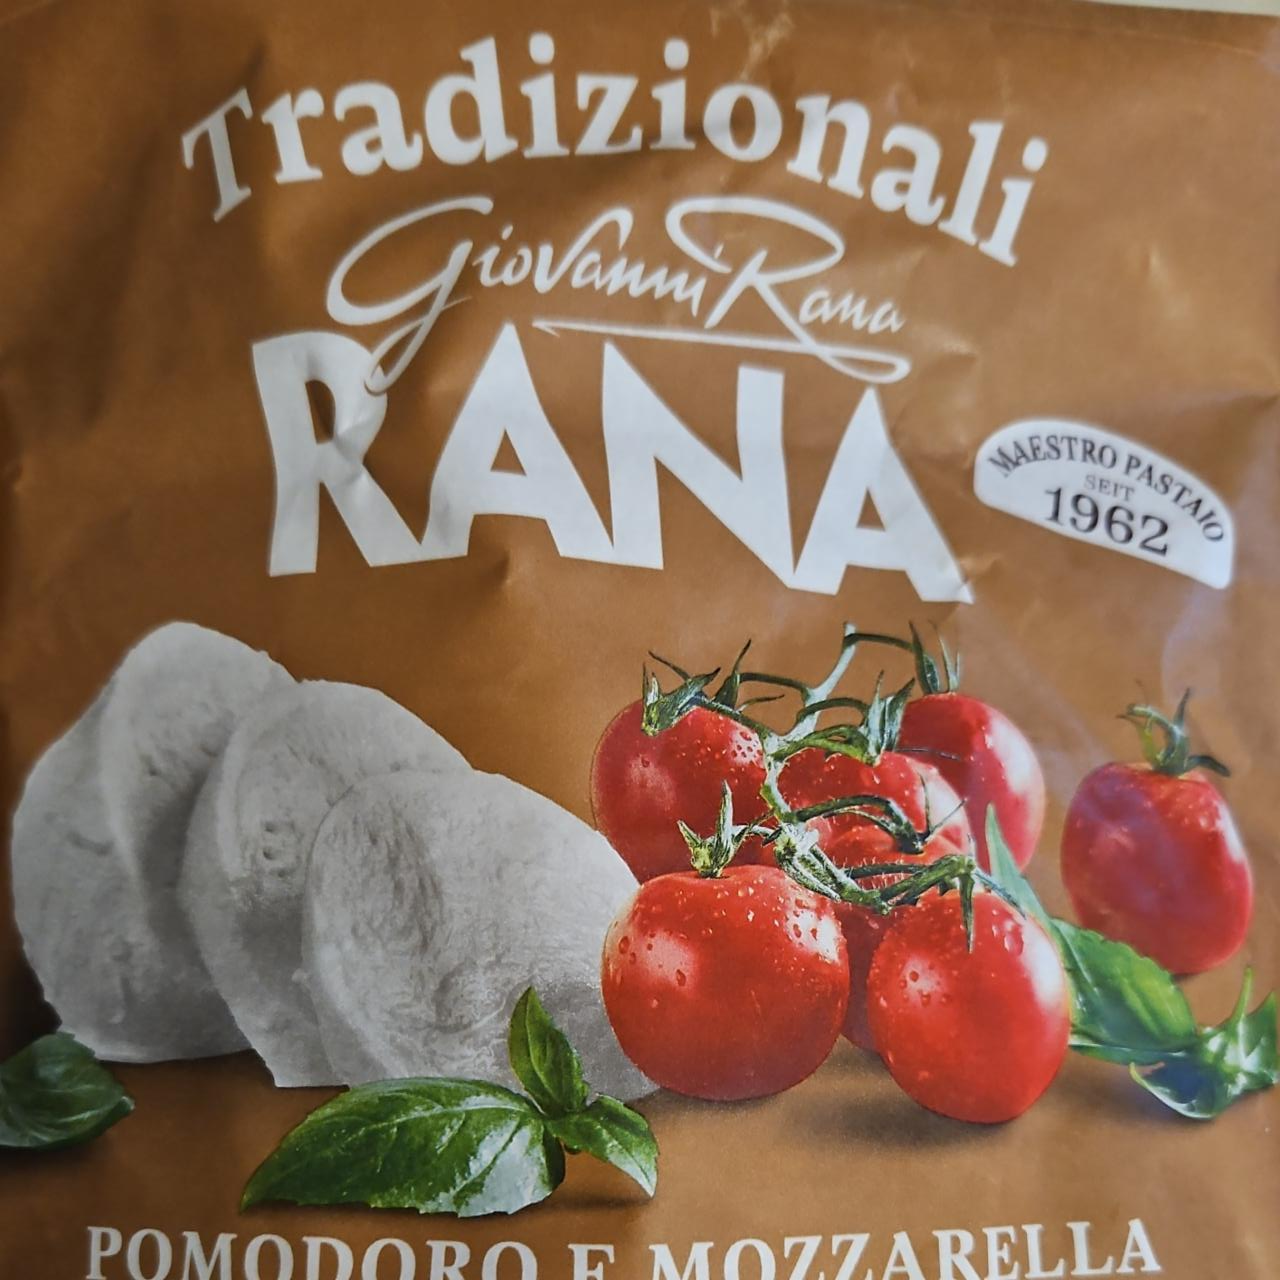 Tradizionali
Giovanni Rana
RANA
MAESTRO PASTAIO
SEIT
1962
POMODORO E MOZZARELLA